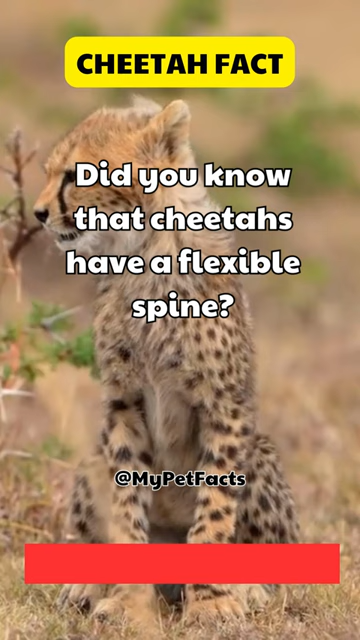 CHEETAH FACT
Did you know
that cheetahs
have a flexible
spine?
@MyPetFacts